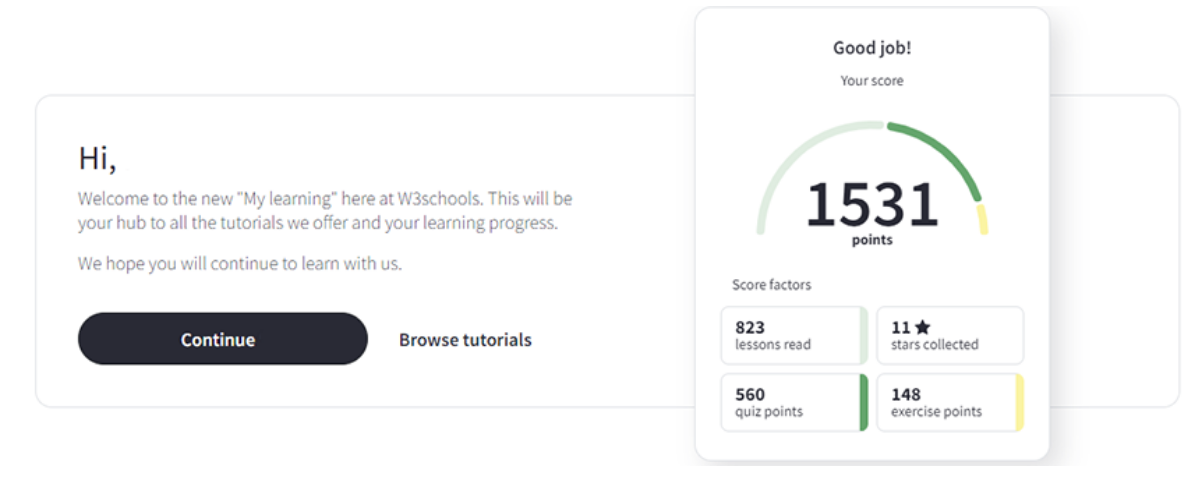 Hi,
Welcome to the new "My learning" here at W3schools. This will be
your hub to all the tutorials we offer and your learning progress.
We hope you will continue to learn with us.
Continue
Browse tutorials
Good job!
Your score
1531
points
Score factors
823
lessons read
11 ★
stars collected
560
quiz points
148
exercise points